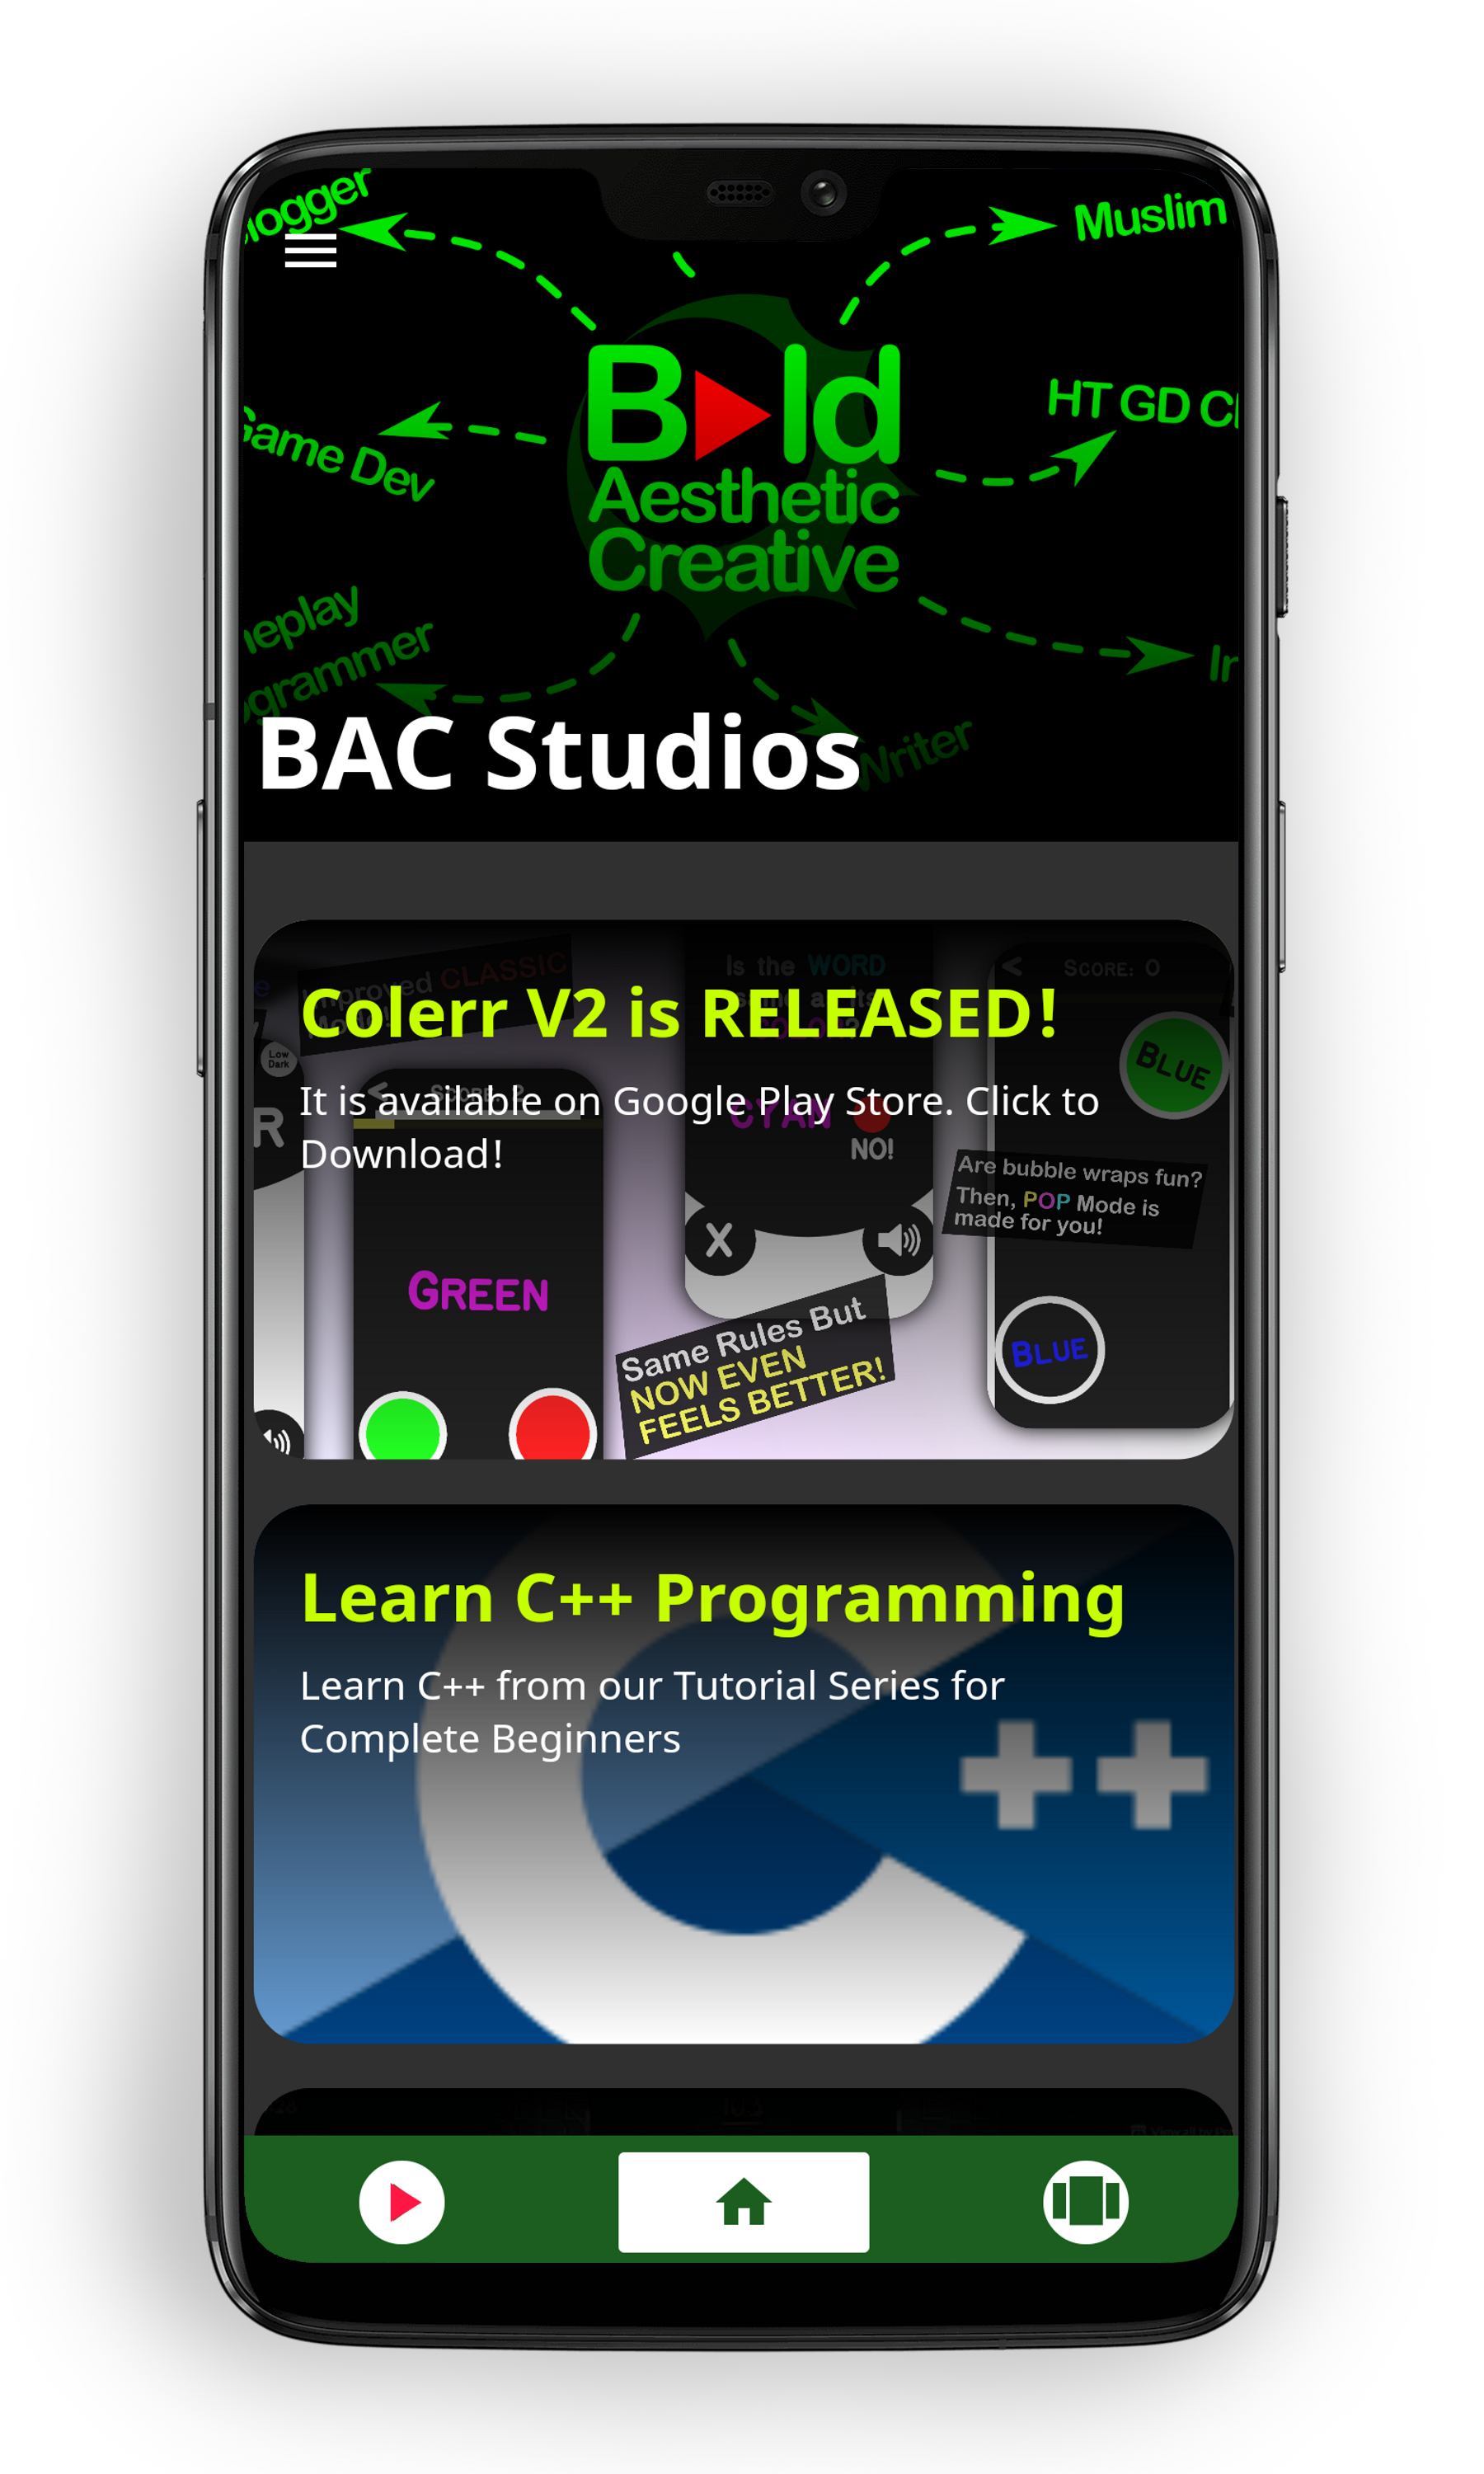 logger
Muslim
B ld
Aesthetic
Creative
HT GD
Game Dev
eplay
grammer
Writer
BAC Studios
Improved CLASSIC
Is the WORD
SCORE: 0
Colerr V2 is RELEASED!
Low
Dark
BLUE
It is available on Google Play Store. Click to
Download!
R
CYAN
NO!
Are bubble wraps fun?
Then, POP Mode is
made for you!
X
GREEN
Same Rules But
NOW EVEN
FEELS BETTER!
BLUE
Learn C++ Programming
Learn C++ from our Tutorial Series for
Complete Beginners
C++